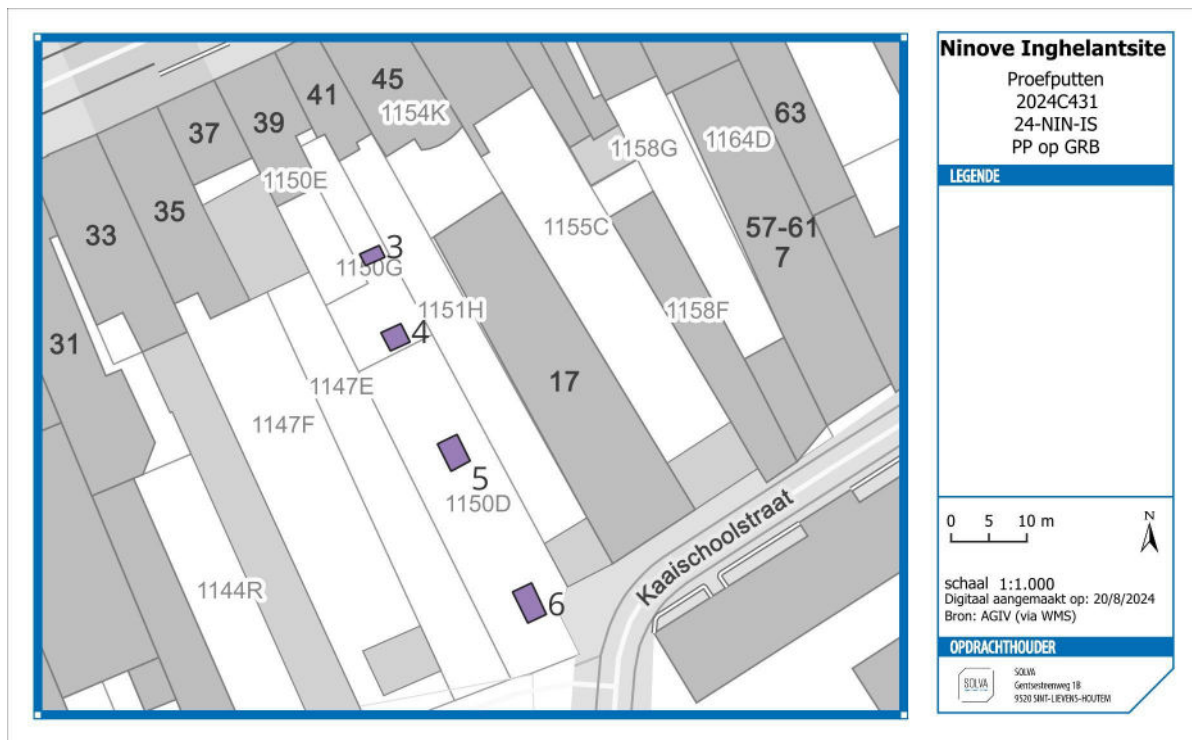 45
41
1154K
39
37
63
1158G
1164D
1150E
35
33
1155C
57-61
7
3
1150G
1151H
1158F
31
4
17
1147E
1147F
5
1150D
Kaaischoolstraat
1144R
6
Ninove Inghelantsite
Proefputten
2024C431
24-NIN-IS
PP op GRB
LEGENDE
0 5 10 m
N
schaal 1:1.000
Digitaal aangemaakt op: 20/8/2024
Bron: AGIV (via WMS)
OPDRACHTHOUDER
SOLVA
SOLVA
Gentsesteenweg 1B
9520 SINT-LIEVENS-HOUTEM